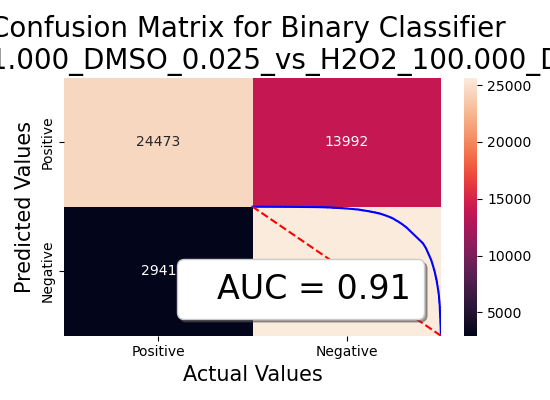 Confusion Matrix for Binary Classifier
1.000_DMSO_0.025_vs_H2O2_100.000_D
Predicted Values
Positive
Negative
24473
13992
2941
AUC = 0.91
Positive
Negative
Actual Values
25000
20000
15000
10000
5000